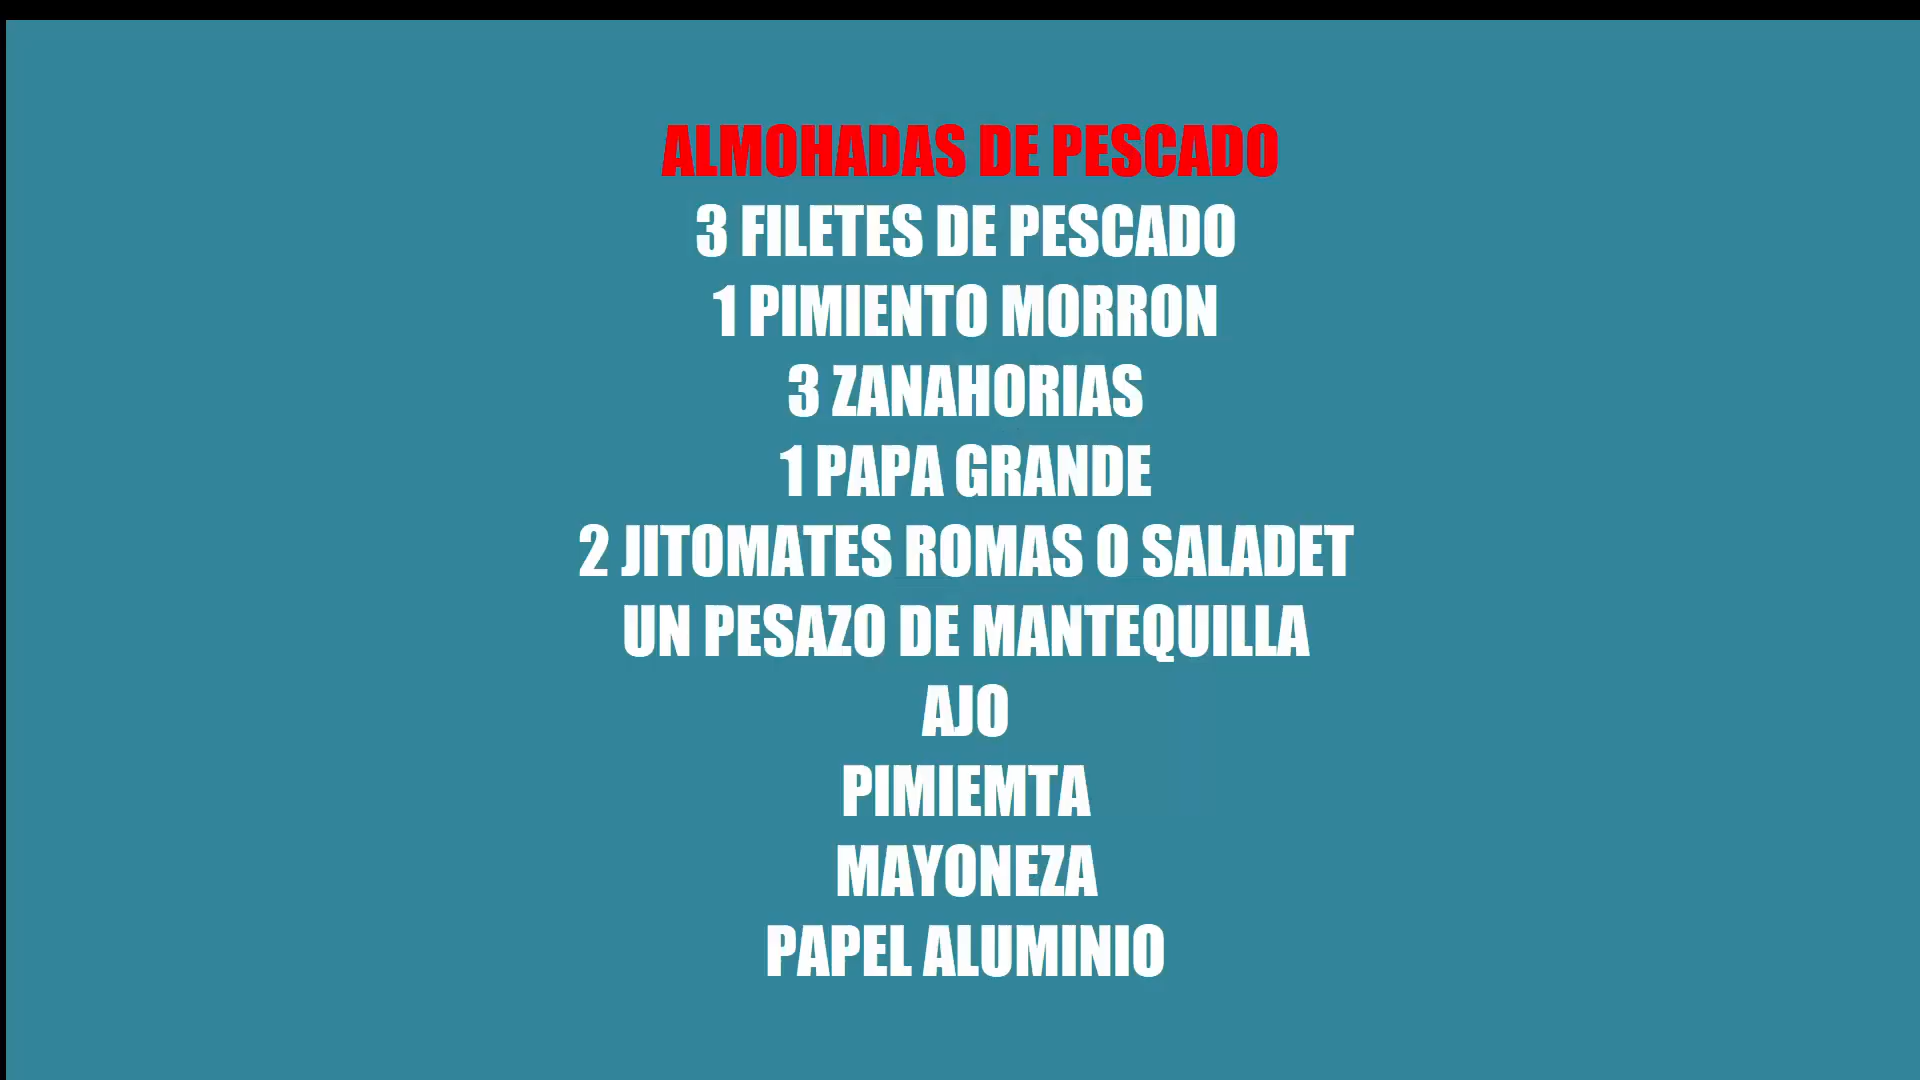 ALMOHADAS DE PESCADO
3 FILETES DE PESCADO
1 PIMIENTO MORRON
3 ZANAHORIAS
1 PAPA GRANDE
2 JITOMATES ROMAS O SALADET
UN PESAZO DE MANTEQUILLA
AJO
PIMIEMTA
MAYONEZA
PAPEL ALUMINIO